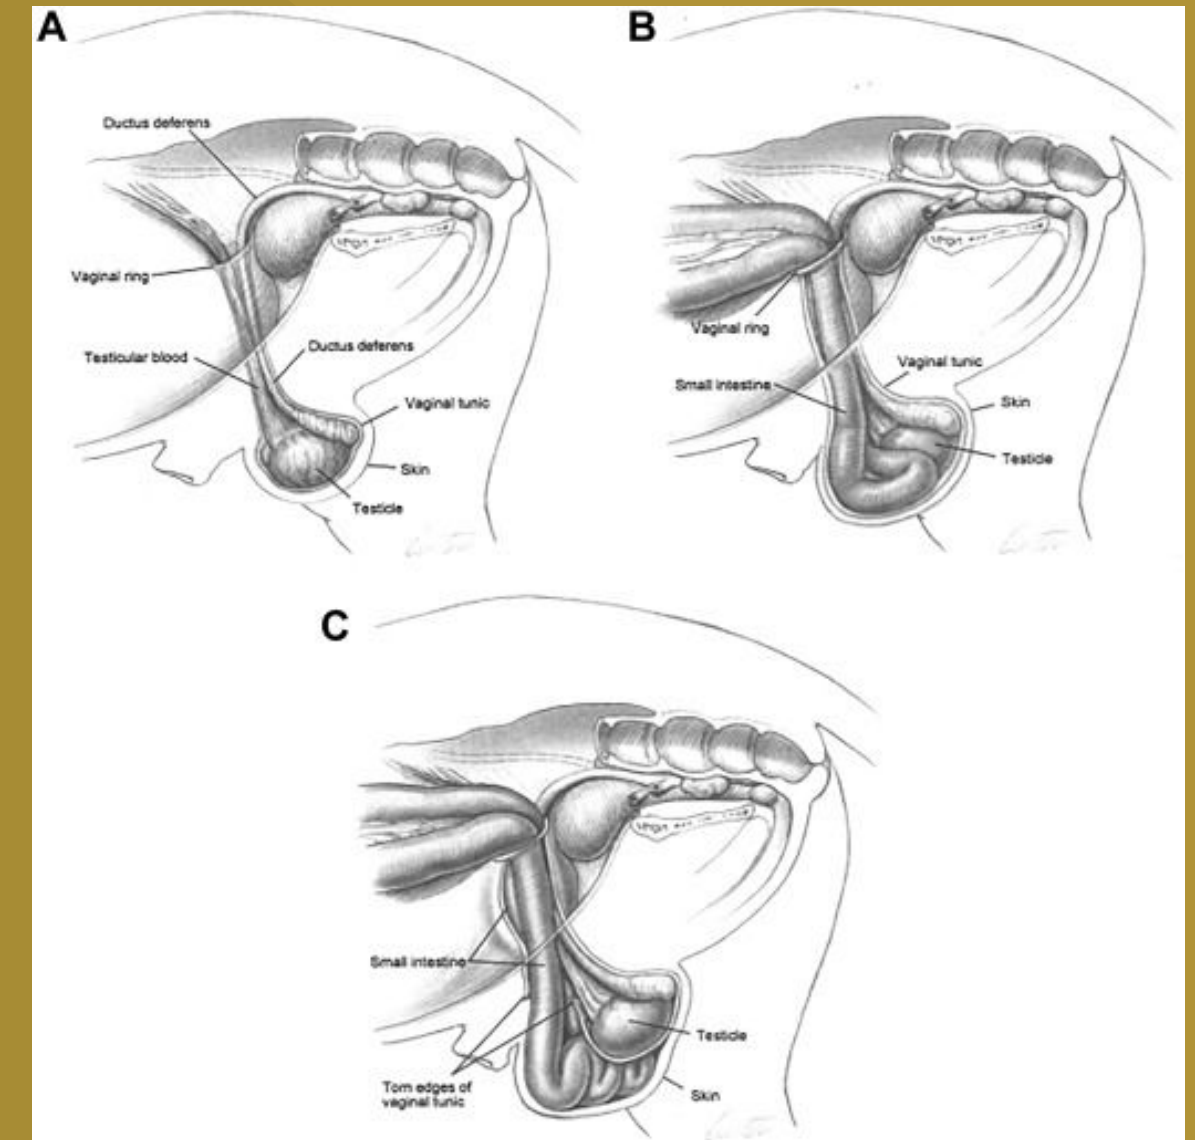 A
Ductus deferens
Vaginal ring
Testicular blood
Ductus deferens
Vaginal tunic
Skin
Testicle
B
Vaginal ring
Vaginal tunic
Small intestine
Skin
Testicle
C
Small intestine
Testicle
Torn edges of
vaginal tunic
Skin